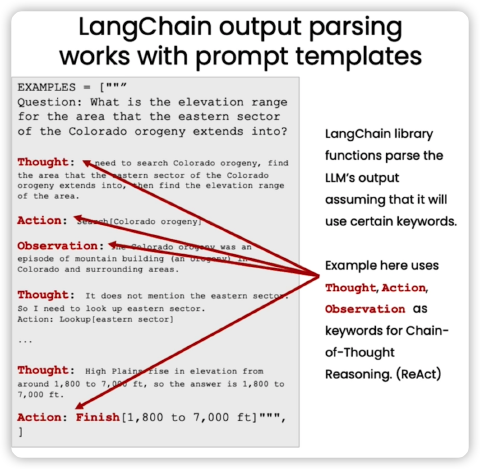 LangChain output parsing
works with prompt templates
EXAMPLES = ["""
Question: What is the elevation range
for the area that the eastern sector
of the Colorado orogeny extends into?
Thought: need to search Colorado orogeny, find
the area that the eastern sector of the Colorado
orogeny extends into, then find the elevation range
of the area.
Action: Search[Colorado orogeny]
Observation: The Colorado orogeny was an
episode of mountain building (an orogeny) in
Colorado and surrounding areas.
Thought: It does not mention the eastern sector.
So I need to look up eastern sector.
Action: Lookup[eastern sector]
...
Thought: High Plains rise in elevation from
around 1,800 to 7,000 ft, so the answer is 1,800 to
7,000 ft.
Action: Finish[1,800 to 7,000 ft]""",
]
LangChain library
functions parse the
LLM's output
assuming that it will
use certain keywords.
Example here uses
Thought, Action,
Observation as
keywords for Chain-
of-Thought
Reasoning. (ReAct)